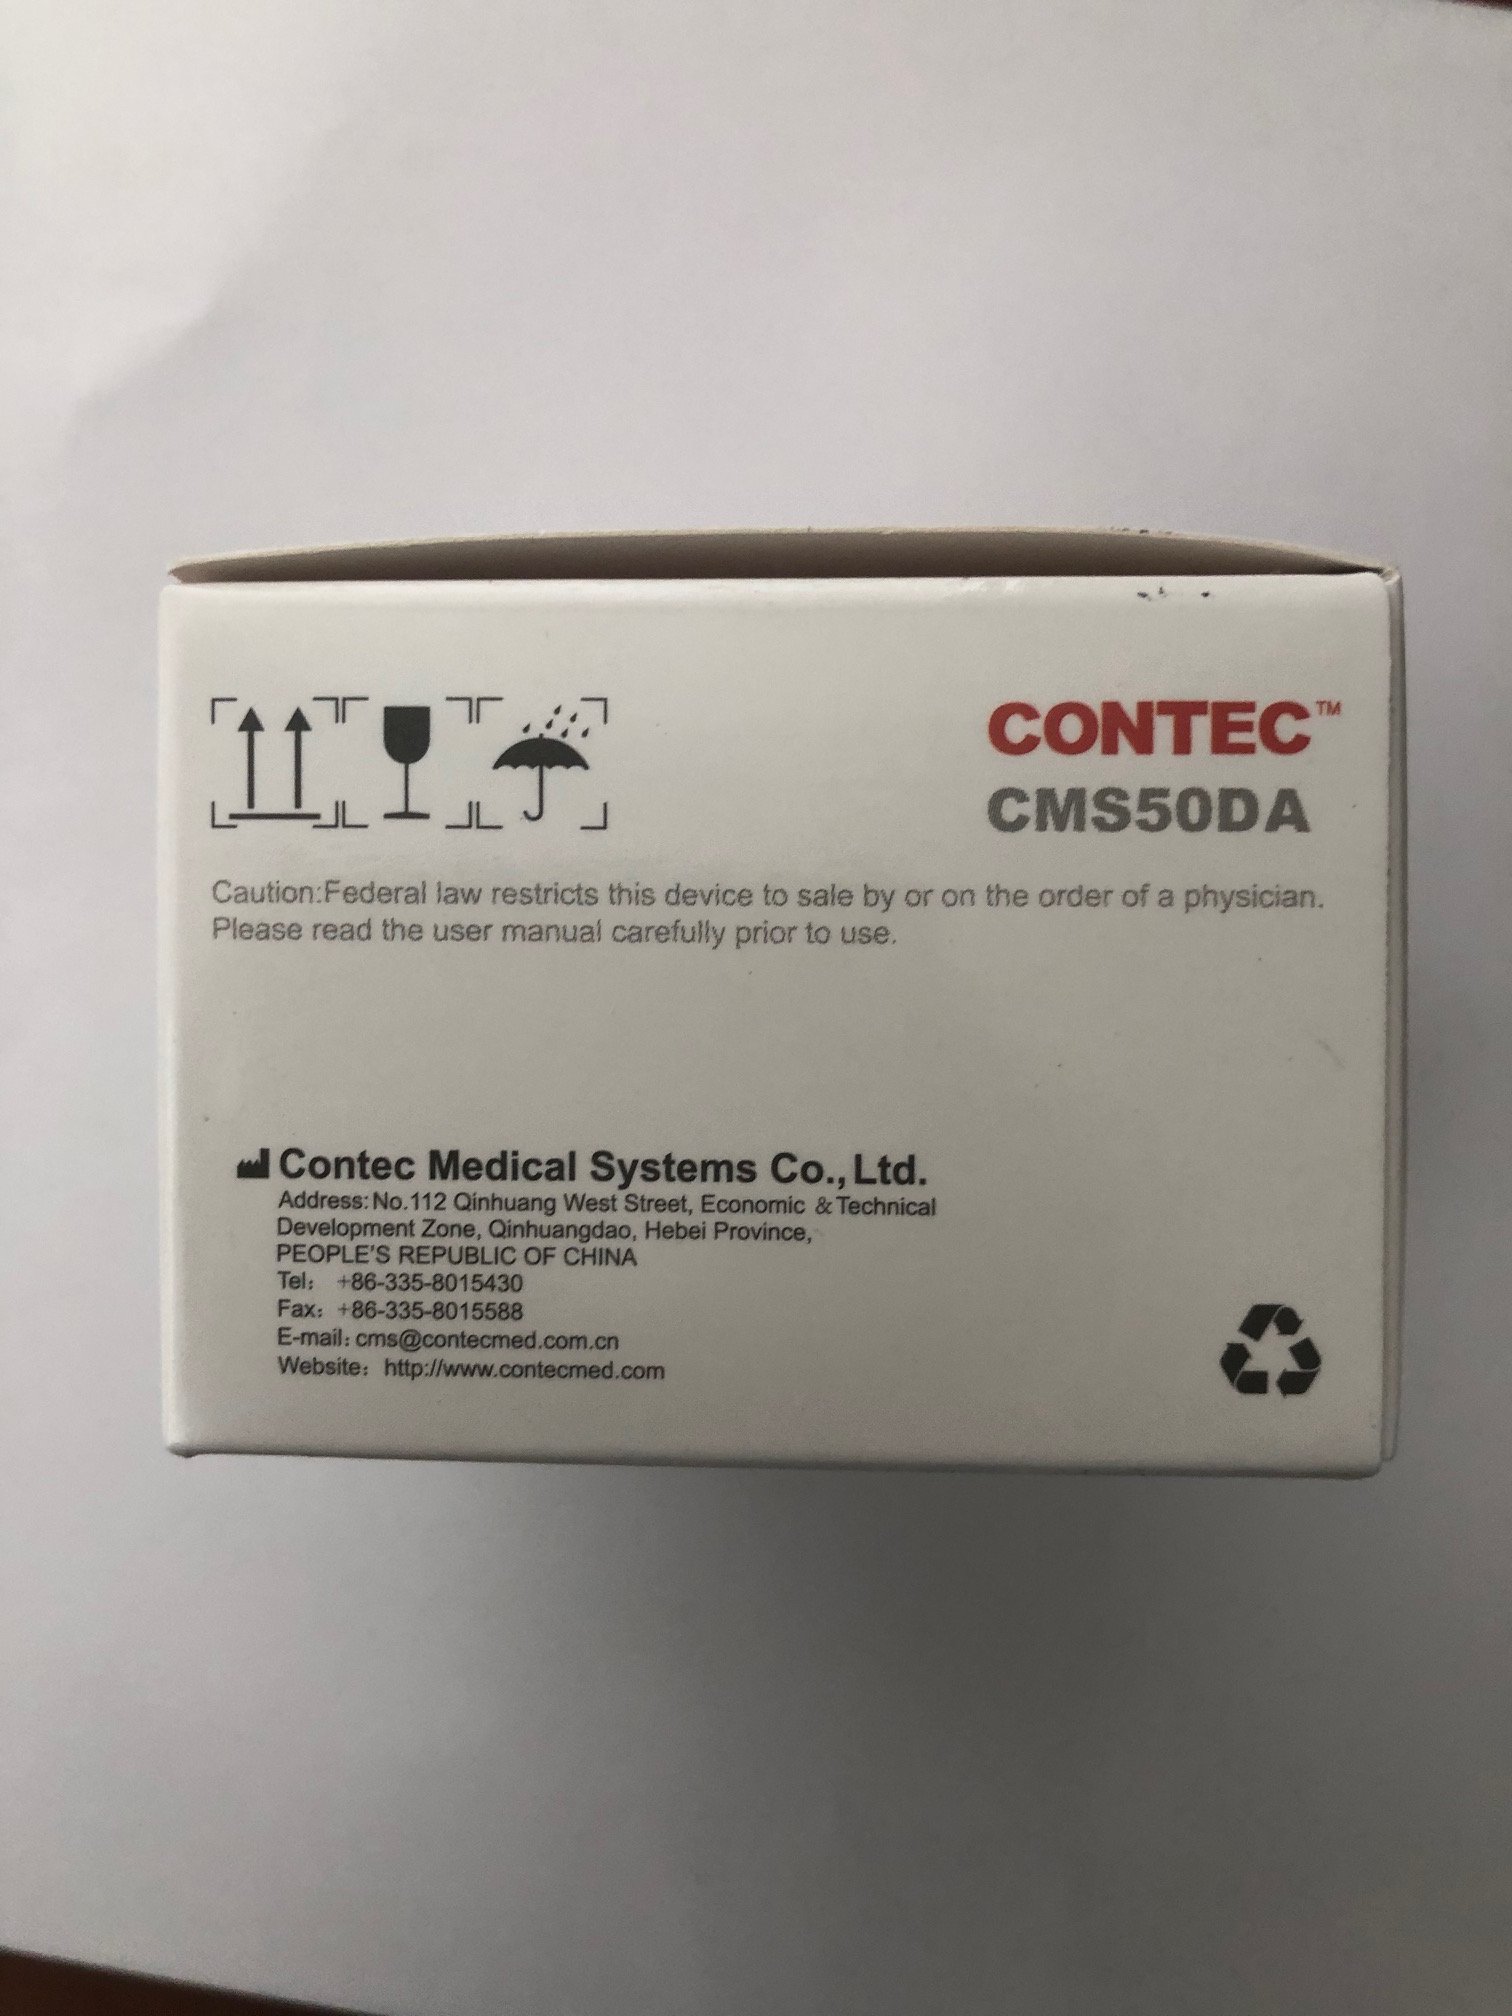 CONTEC™
CMS50DA
Caution:Federal law restricts this device to sale by or on the order of a physician.
Please read the user manual carefully prior to use.
Contec Medical Systems Co., Ltd.
Address: No.112 Qinhuang West Street, Economic & Technical
Development Zone, Qinhuangdao, Hebei Province,
PEOPLE'S REPUBLIC OF CHINA
Tel: +86-335-8015430
Fax: +86-335-8015588
E-mail: cms@contecmed.com.cn
Website: http://www.contecmed.com